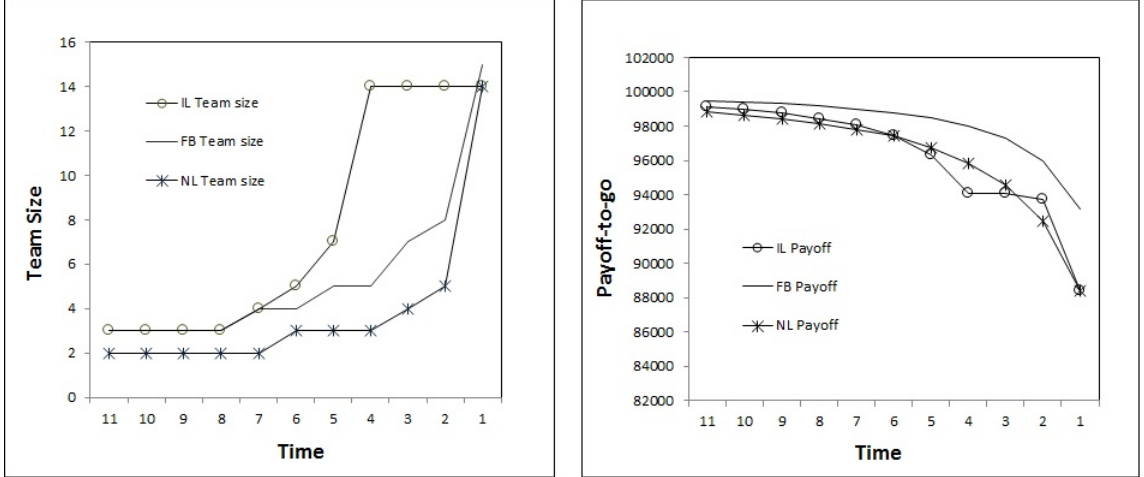 16
14
12
10
8
6
4
2
0
Team Size
IL Team size
FB Team size
NL Team size
11 10 9 8 7 6 5 4 3 2 1
Time
102000
100000
98000
96000
94000
92000
90000
88000
86000
84000
82000
Payoff-to-go
IL Payoff
FB Payoff
NL Payoff
11 10 9 8 7 6 5 4 3 2 1
Time